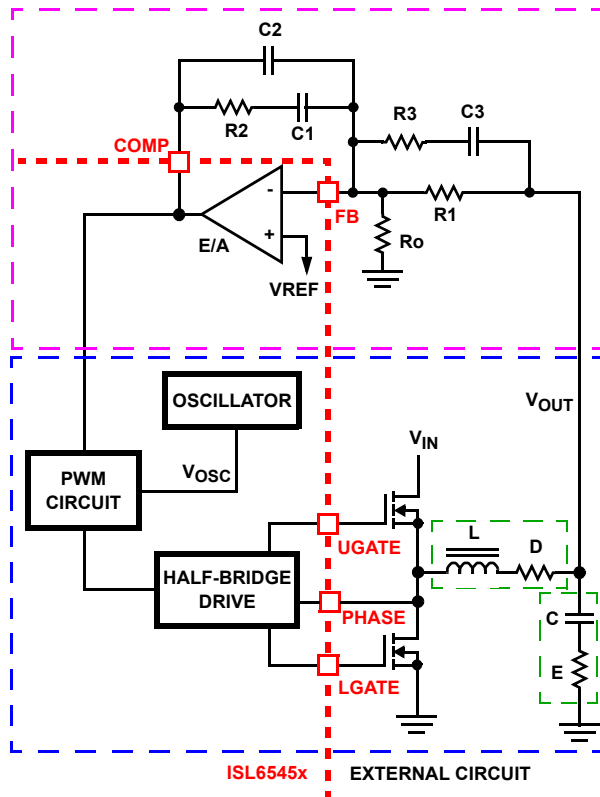 C2
R2
C1
R3
C3
COMP
R1
FB
E/A
Ro
-
+
VREF
OSCILLATOR
VOUT
PWM
CIRCUIT
VOSC
VIN
UGATE
L
D
HALF-BRIDGE
DRIVE
PHASE
C
E
LGATE
ISL6545x
EXTERNAL CIRCUIT